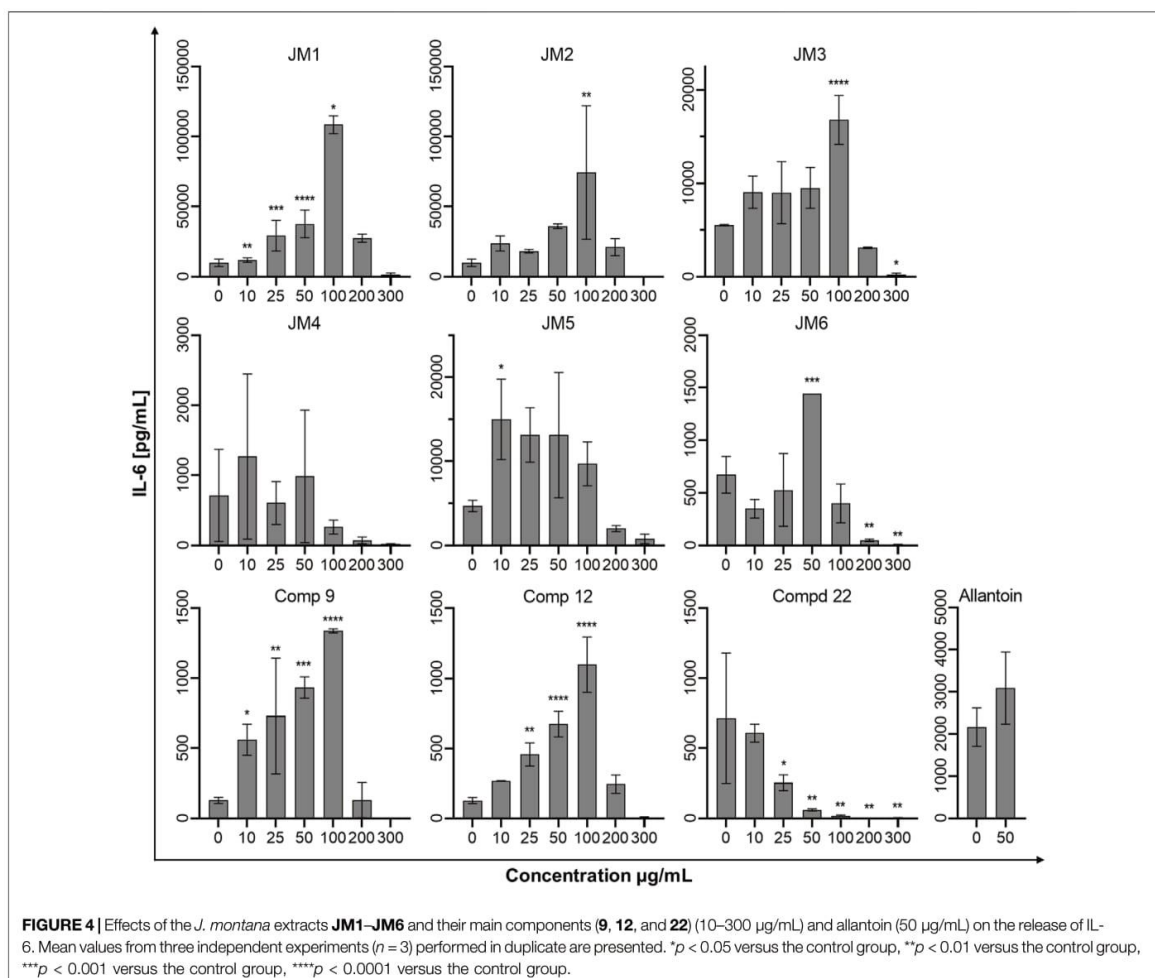 JM1
JM2
JM3
150000
100000
50000
0
*
**
***
****
0 10 25 50 100 200 300
150000
100000
50000
0
**
0 10 25 50 100 200 300
20000
10000
0
****
*
0 10 25 50 100 200 300
JM4
JM5
JM6
3000
2000
1000
0
0 10 25 50 100 200 300
20000
10000
0
*
0 10 25 50 100 200 300
2000
1500
1000
500
0
***
** **
0 10 25 50 100 200 300
IL-6 [pg/mL]
Comp 9
Comp 12
Compd 22
Allantoin
1500
1000
500
0
*
**
***
****
0 10 25 50 100 200 300
1500
1000
500
0
**
****
****
0 10 25 50 100 200 300
1500
1000
500
0
*
** ** ** **
0 10 25 50 100 200 300
5000
4000
3000
2000
1000
0
0 50
Concentration µg/mL
FIGURE 4 | Effects of the J. montana extracts JM1–JM6 and their main components (9, 12, and 22) (10–300 µg/mL) and allantoin (50 µg/mL) on the release of IL-
6. Mean values from three independent experiments (n = 3) performed in duplicate are presented. *p < 0.05 versus the control group, **p < 0.01 versus the control group,
***p < 0.001 versus the control group, ****p < 0.0001 versus the control group.